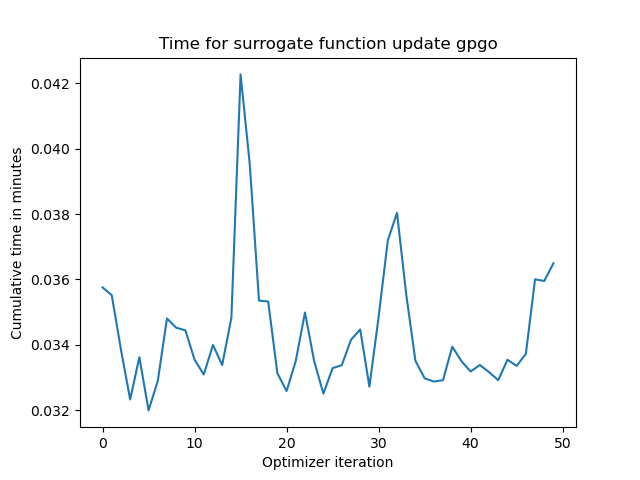 Time for surrogate function update gpgo
0.042
0.040
0.038
0.036
0.034
0.032
Cumulative time in minutes
0 10 20 30 40 50
Optimizer iteration